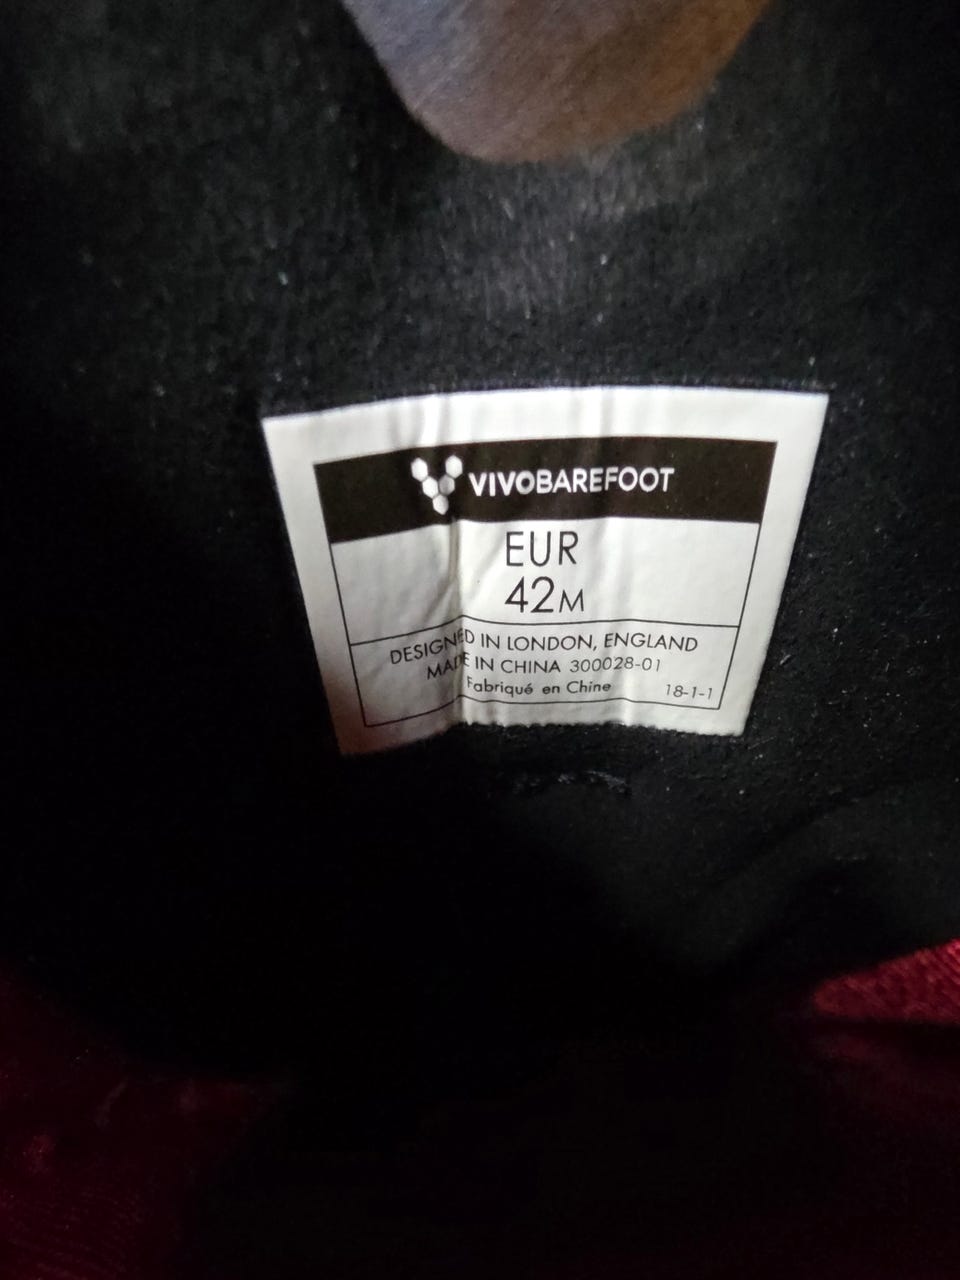 VIVOBAREFOOT
EUR
42M
DESIGNED IN LONDON, ENGLAND
MADE IN CHINA 300028-01
Fabriqué en Chine 18-1-1